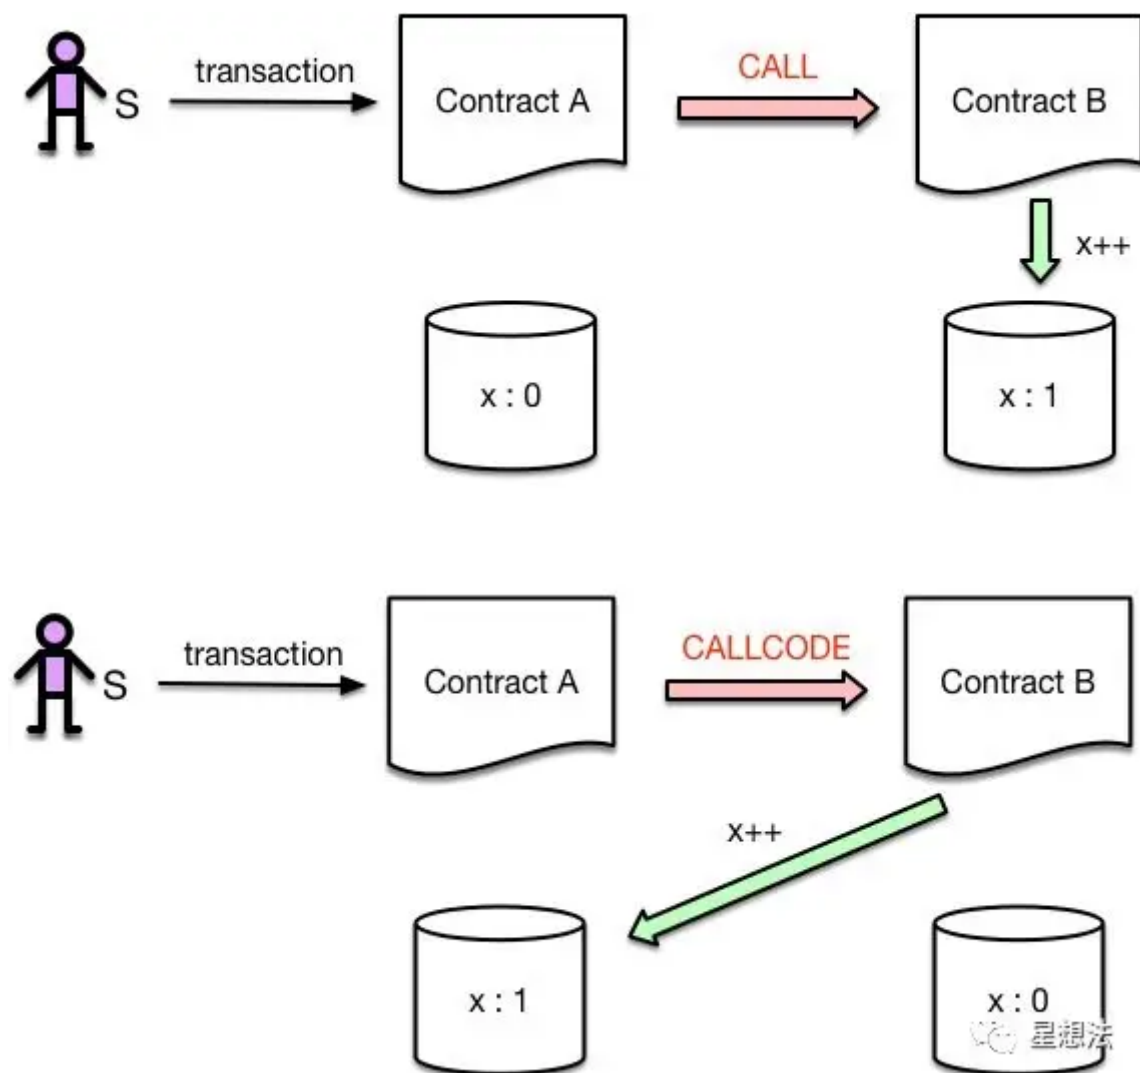 transaction
S
Contract A
CALL
Contract B
x++
x : 0
x : 1
transaction
S
Contract A
CALLCODE
Contract B
x++
x : 1
x : 0
星想法